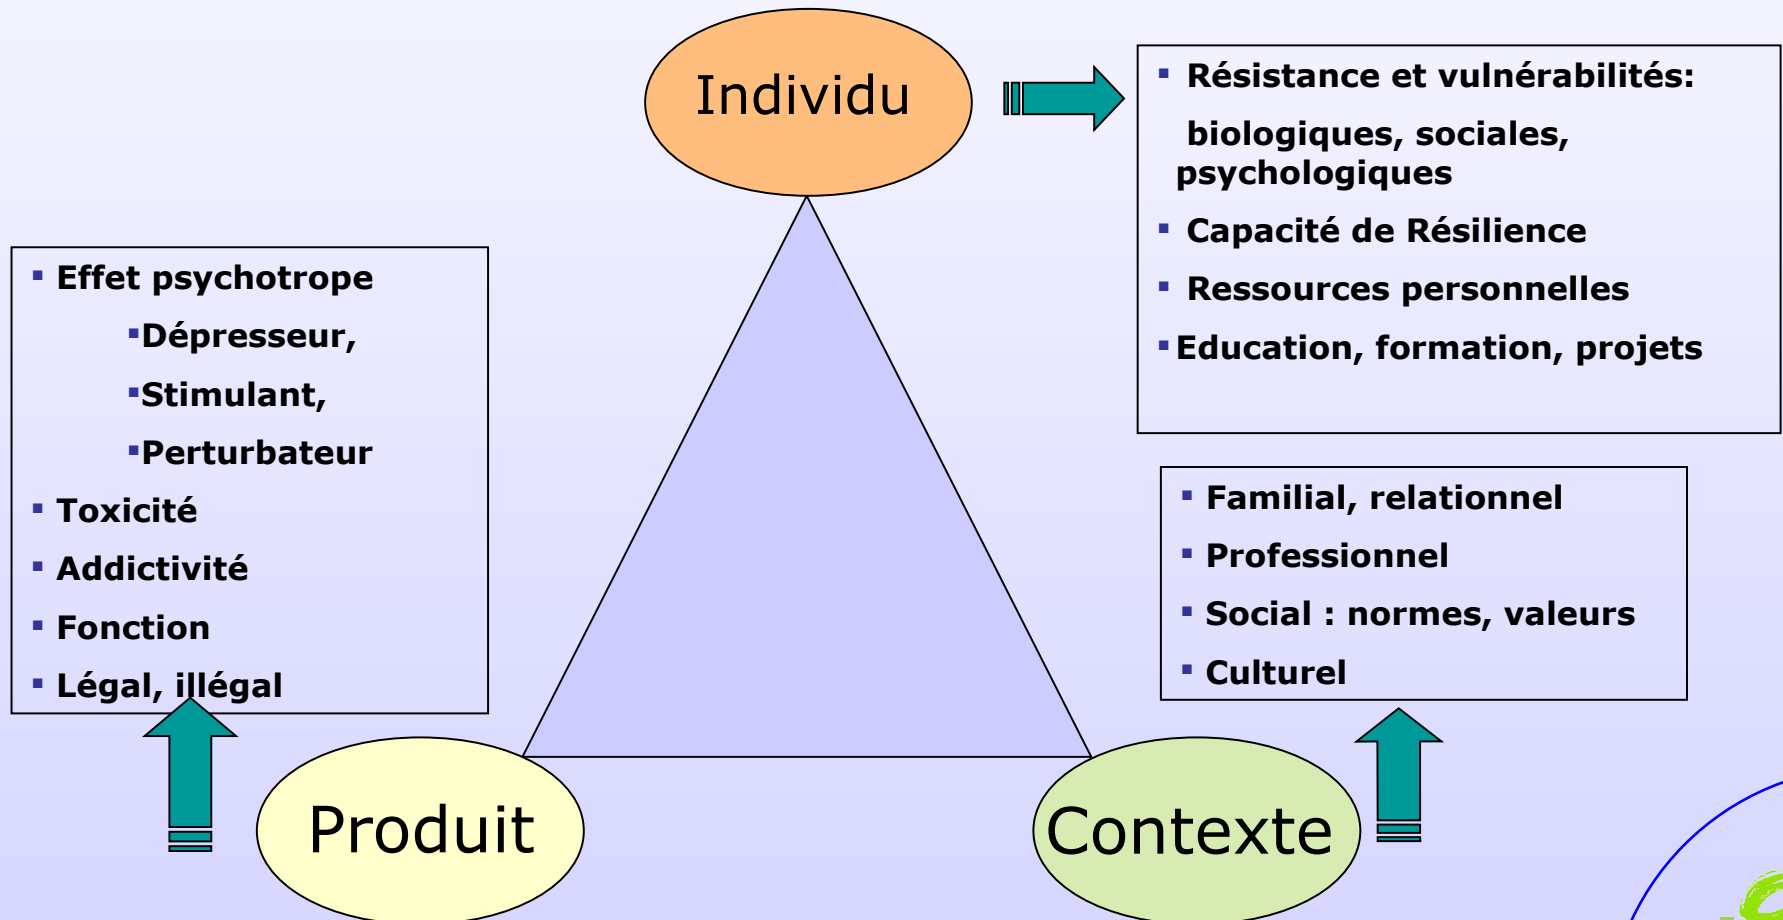 Individu
▪ Résistance et vulnérabilités:
biologiques, sociales,
psychologiques
▪ Capacité de Résilience
▪ Ressources personnelles
▪ Education, formation, projets
▪ Effet psychotrope
▪ Dépresseur,
▪ Stimulant,
▪ Perturbateur
▪ Toxicité
▪ Addictivité
▪ Fonction
▪ Légal, illégal
▪ Familial, relationnel
▪ Professionnel
▪ Social : normes, valeurs
▪ Culturel
Produit
Contexte